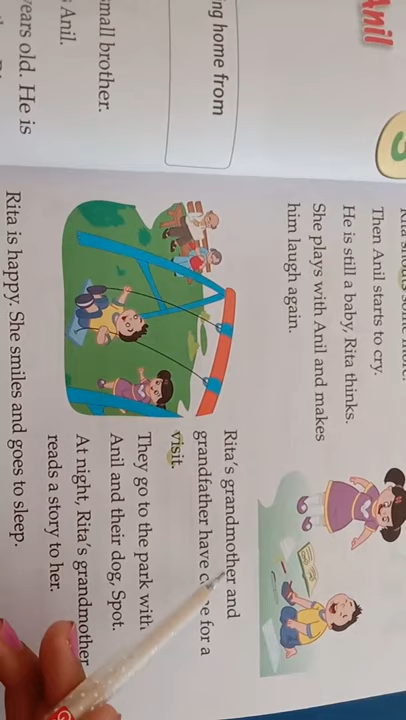 Anil
ing home from
small brother.
Anil.
years old. He is
Then Anil starts to cry.
He is still a baby, Rita thinks.
She plays with Anil and makes
him laugh again.
Rita's grandmother and
grandfather have for a
visit.
They go to the park with
Anil and their dog, Spot.
At night, Rita's grandmother
reads a story to her.
Rita is happy. She smiles and goes to sleep.